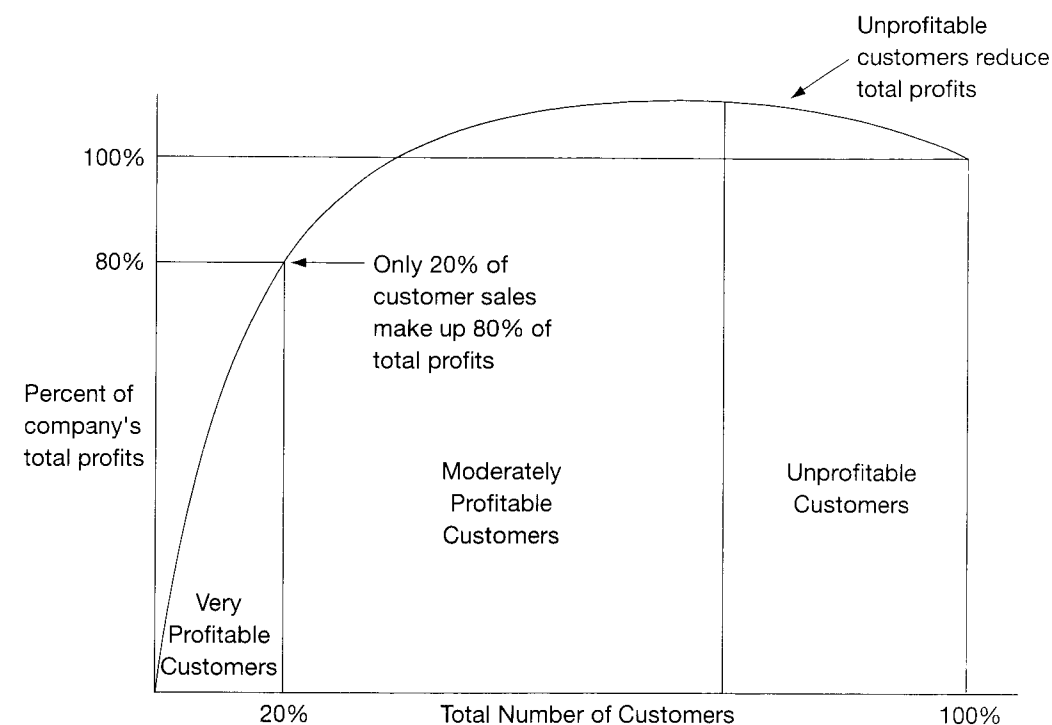 Unprofitable
customers reduce
total profits
100%
80%
Only 20% of
customer sales
make up 80% of
total profits
Percent of
company's
total profits
Moderately
Profitable
Customers
Unprofitable
Customers
Very
Profitable
Customers
20%
Total Number of Customers
100%